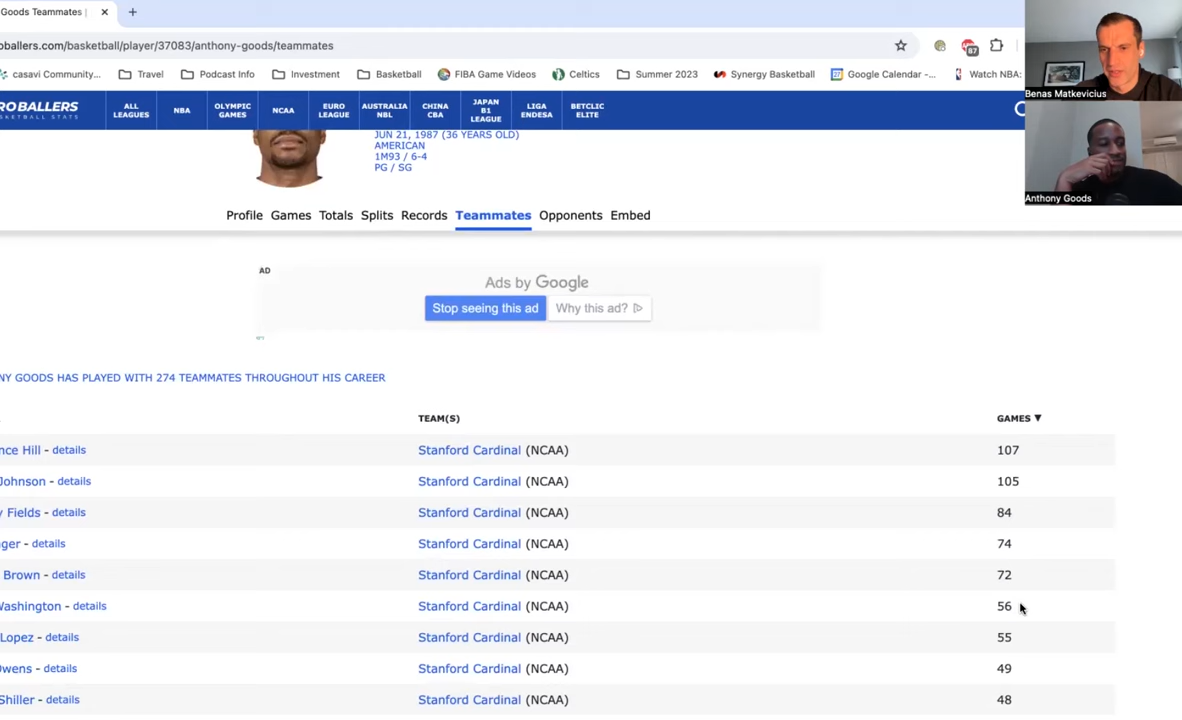 Goods Teammates |
oballers.com/basketball/player/37083/anthony-goods/teammates
87
casavi Community...
Travel
Podcast Info
Investment
Basketball
FIBA Game Videos
Celtics
Summer 2023
Synergy Basketball
27
Google Calendar -...
Watch NBA:
Benas Matkevicius
Anthony Goods
RO BALLERS
SKETBALL STATS
ALL LEAGUES
NBA
OLYMPIC GAMES
NCAA
EURO LEAGUE
AUSTRALIA NBL
CHINA CBA
JAPAN B1 LEAGUE
LIGA ENDESA
BETCLIC ELITE
JUN 21, 1987 (36 YEARS OLD)
AMERICAN
1M93 / 6-4
PG / SG
Profile Games Totals Splits Records Teammates Opponents Embed
AD
Ads by Google
Stop seeing this ad Why this ad?
NY GOODS HAS PLAYED WITH 274 TEAMMATES THROUGHOUT HIS CAREER
TEAM(S) GAMES ▼
nce Hill - details Stanford Cardinal (NCAA) 107
Johnson - details Stanford Cardinal (NCAA) 105
y Fields - details Stanford Cardinal (NCAA) 84
ger - details Stanford Cardinal (NCAA) 74
Brown - details Stanford Cardinal (NCAA) 72
Washington - details Stanford Cardinal (NCAA) 56
Lopez - details Stanford Cardinal (NCAA) 55
Owens - details Stanford Cardinal (NCAA) 49
Shiller - details Stanford Cardinal (NCAA) 48